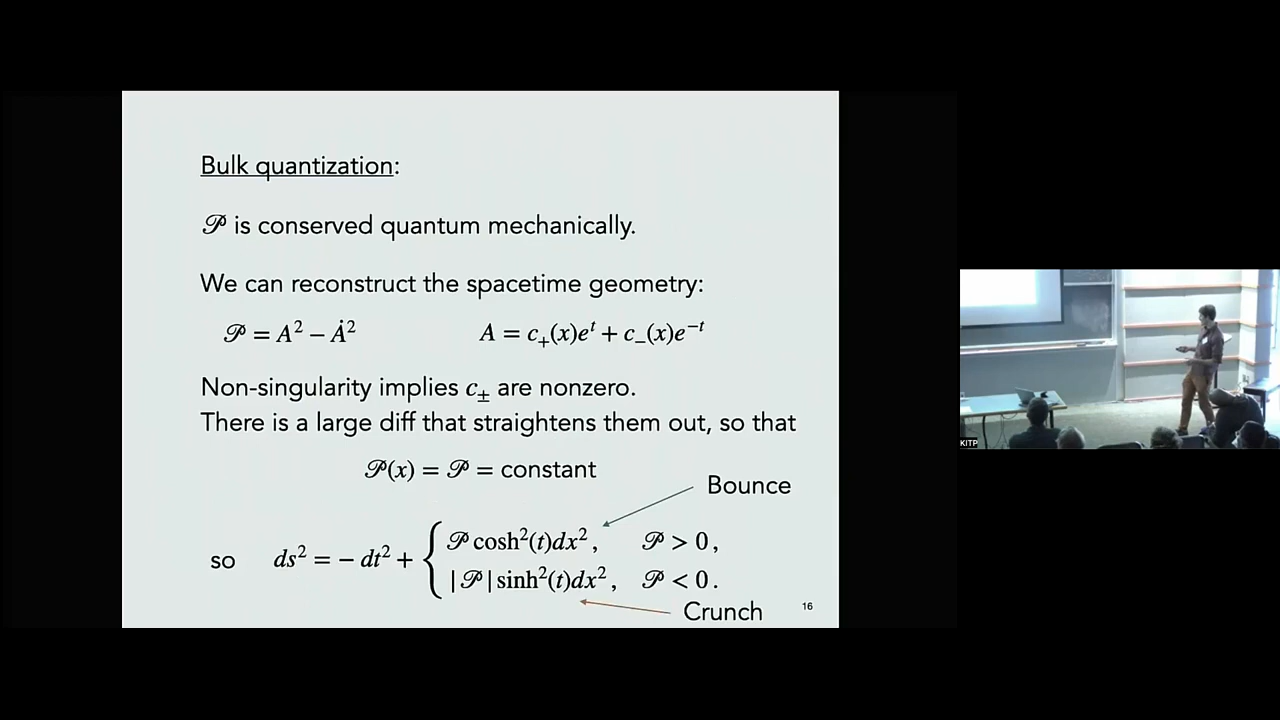 Bulk quantization:
𝒫 is conserved quantum mechanically.
We can reconstruct the spacetime geometry:
𝒫 = A² − Ȧ²    A = c₊(x)eᵗ + c₋(x)e⁻ᵗ
Non-singularity implies c± are nonzero.
There is a large diff that straightens them out, so that
𝒫(x) = 𝒫 = constant
Bounce
so ds² = − dt² + { 𝒫 cosh²(t)dx², 𝒫 > 0,
|𝒫| sinh²(t)dx², 𝒫 < 0.
Crunch
16
KITP